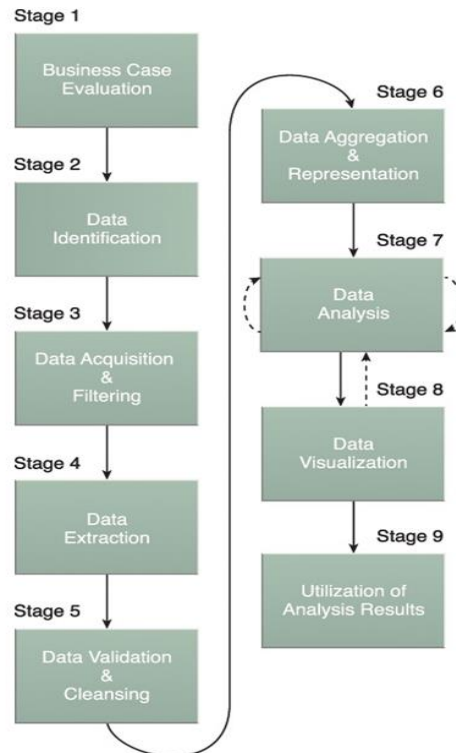 Stage 1
Business Case
Evaluation
Stage 2
Data
Identification
Stage 3
Data Acquisition
&
Filtering
Stage 4
Data
Extraction
Stage 5
Data Validation
&
Cleansing
Stage 6
Data Aggregation
&
Representation
Stage 7
Data
Analysis
Stage 8
Data
Visualization
Stage 9
Utilization of
Analysis Results